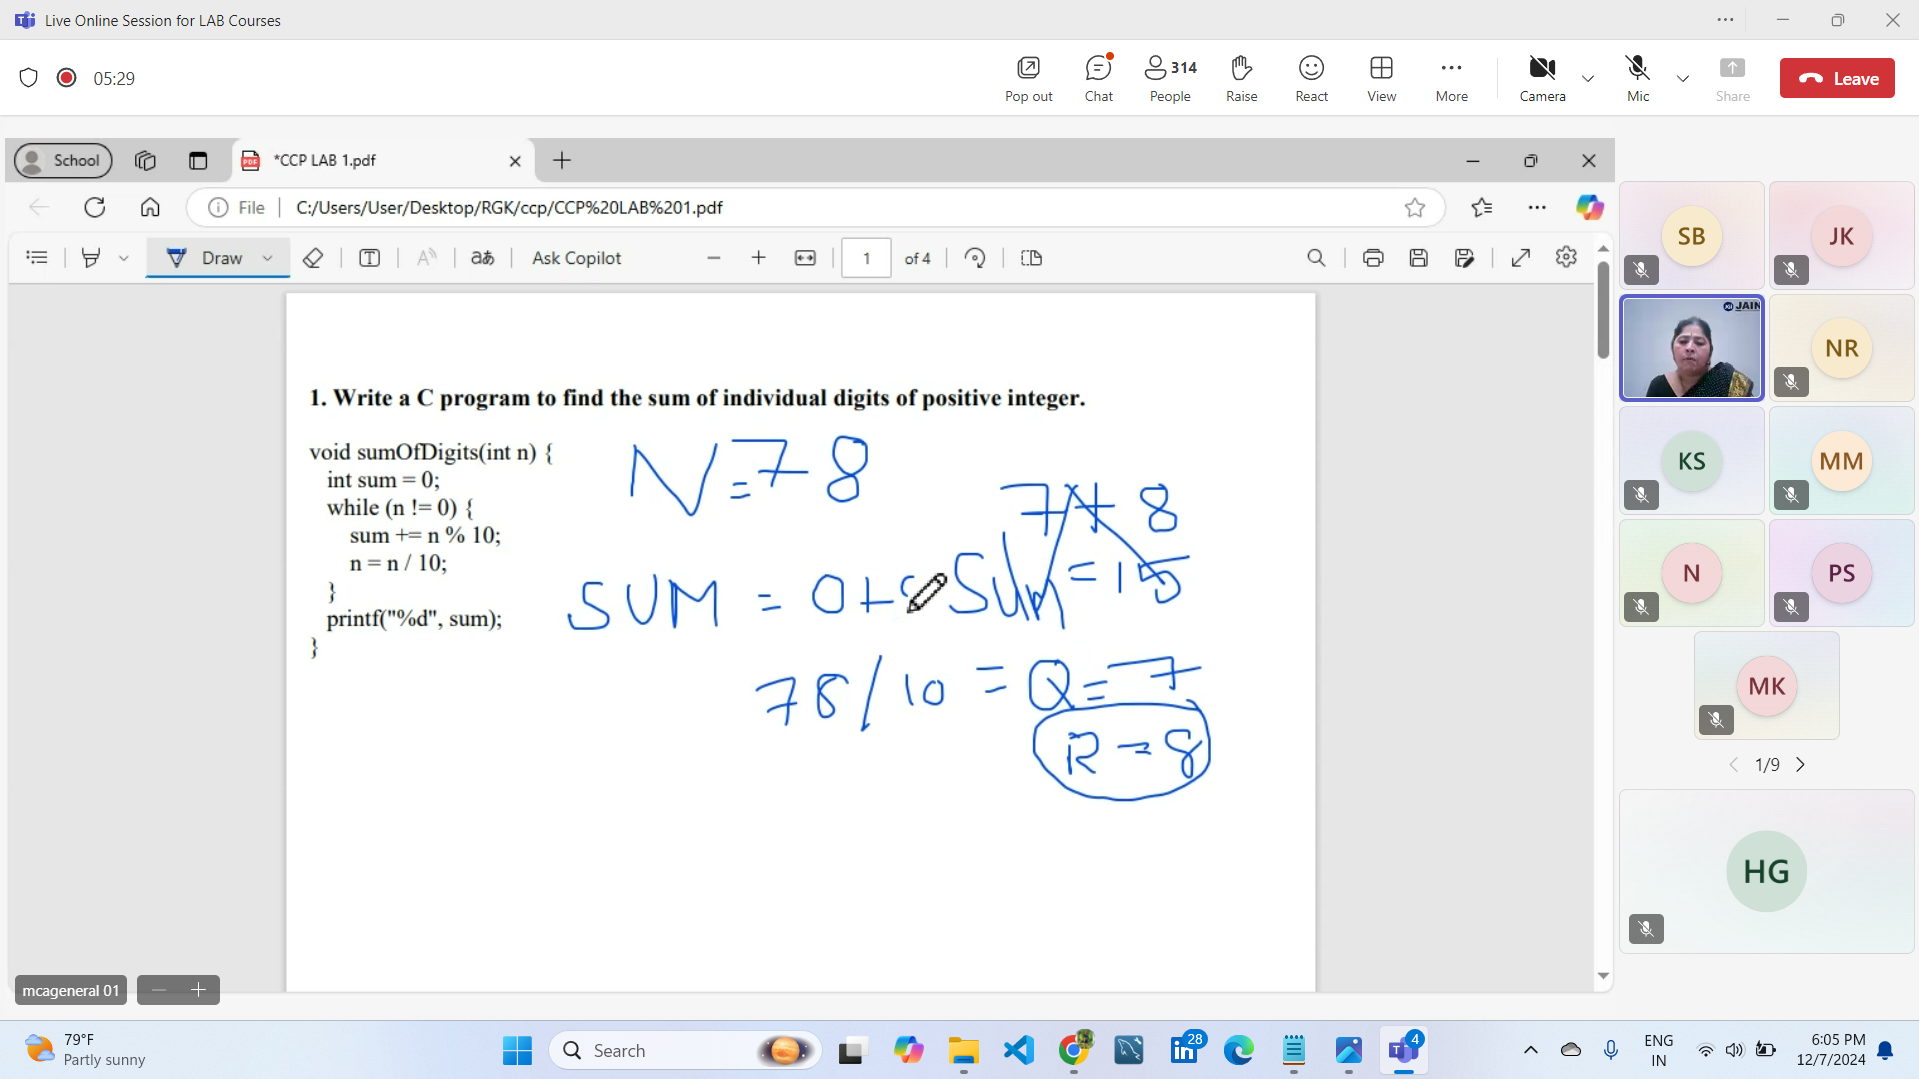 Live Online Session for LAB Courses
05:29
Pop out
Chat
314
People
Raise
React
View
More
Camera
Mic
Share
Leave
School
*CCP LAB 1.pdf
File
C:/Users/User/Desktop/RGK/ccp/CCP%20LAB%201.pdf
Draw
Ask Copilot
1
of 4
1. Write a C program to find the sum of individual digits of positive integer.
void sumOfDigits(int n) {
int sum = 0;
while (n != 0) {
sum += n % 10;
n = n / 10;
}
printf("%d", sum);
}
N = 78
7 + 8
Sum = 15
SUM = 0 +
78 / 10 = Q = 7
R = 8
SB
JK
JAIN
NR
KS
MM
N
PS
MK
1/9
HG
mcageneral 01
79°F
Partly sunny
Search
28
4
ENG
IN
6:05 PM
12/7/2024